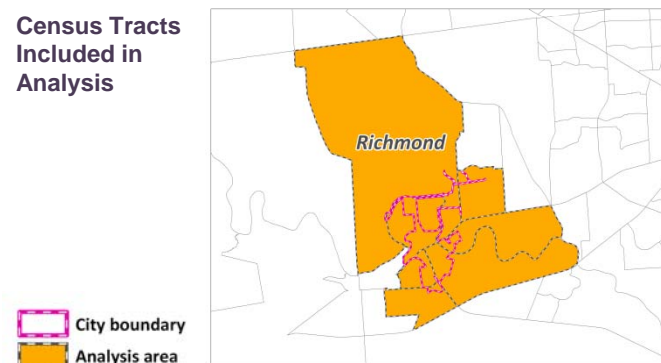 Census Tracts
Included in
Analysis
Richmond
City boundary
Analysis area